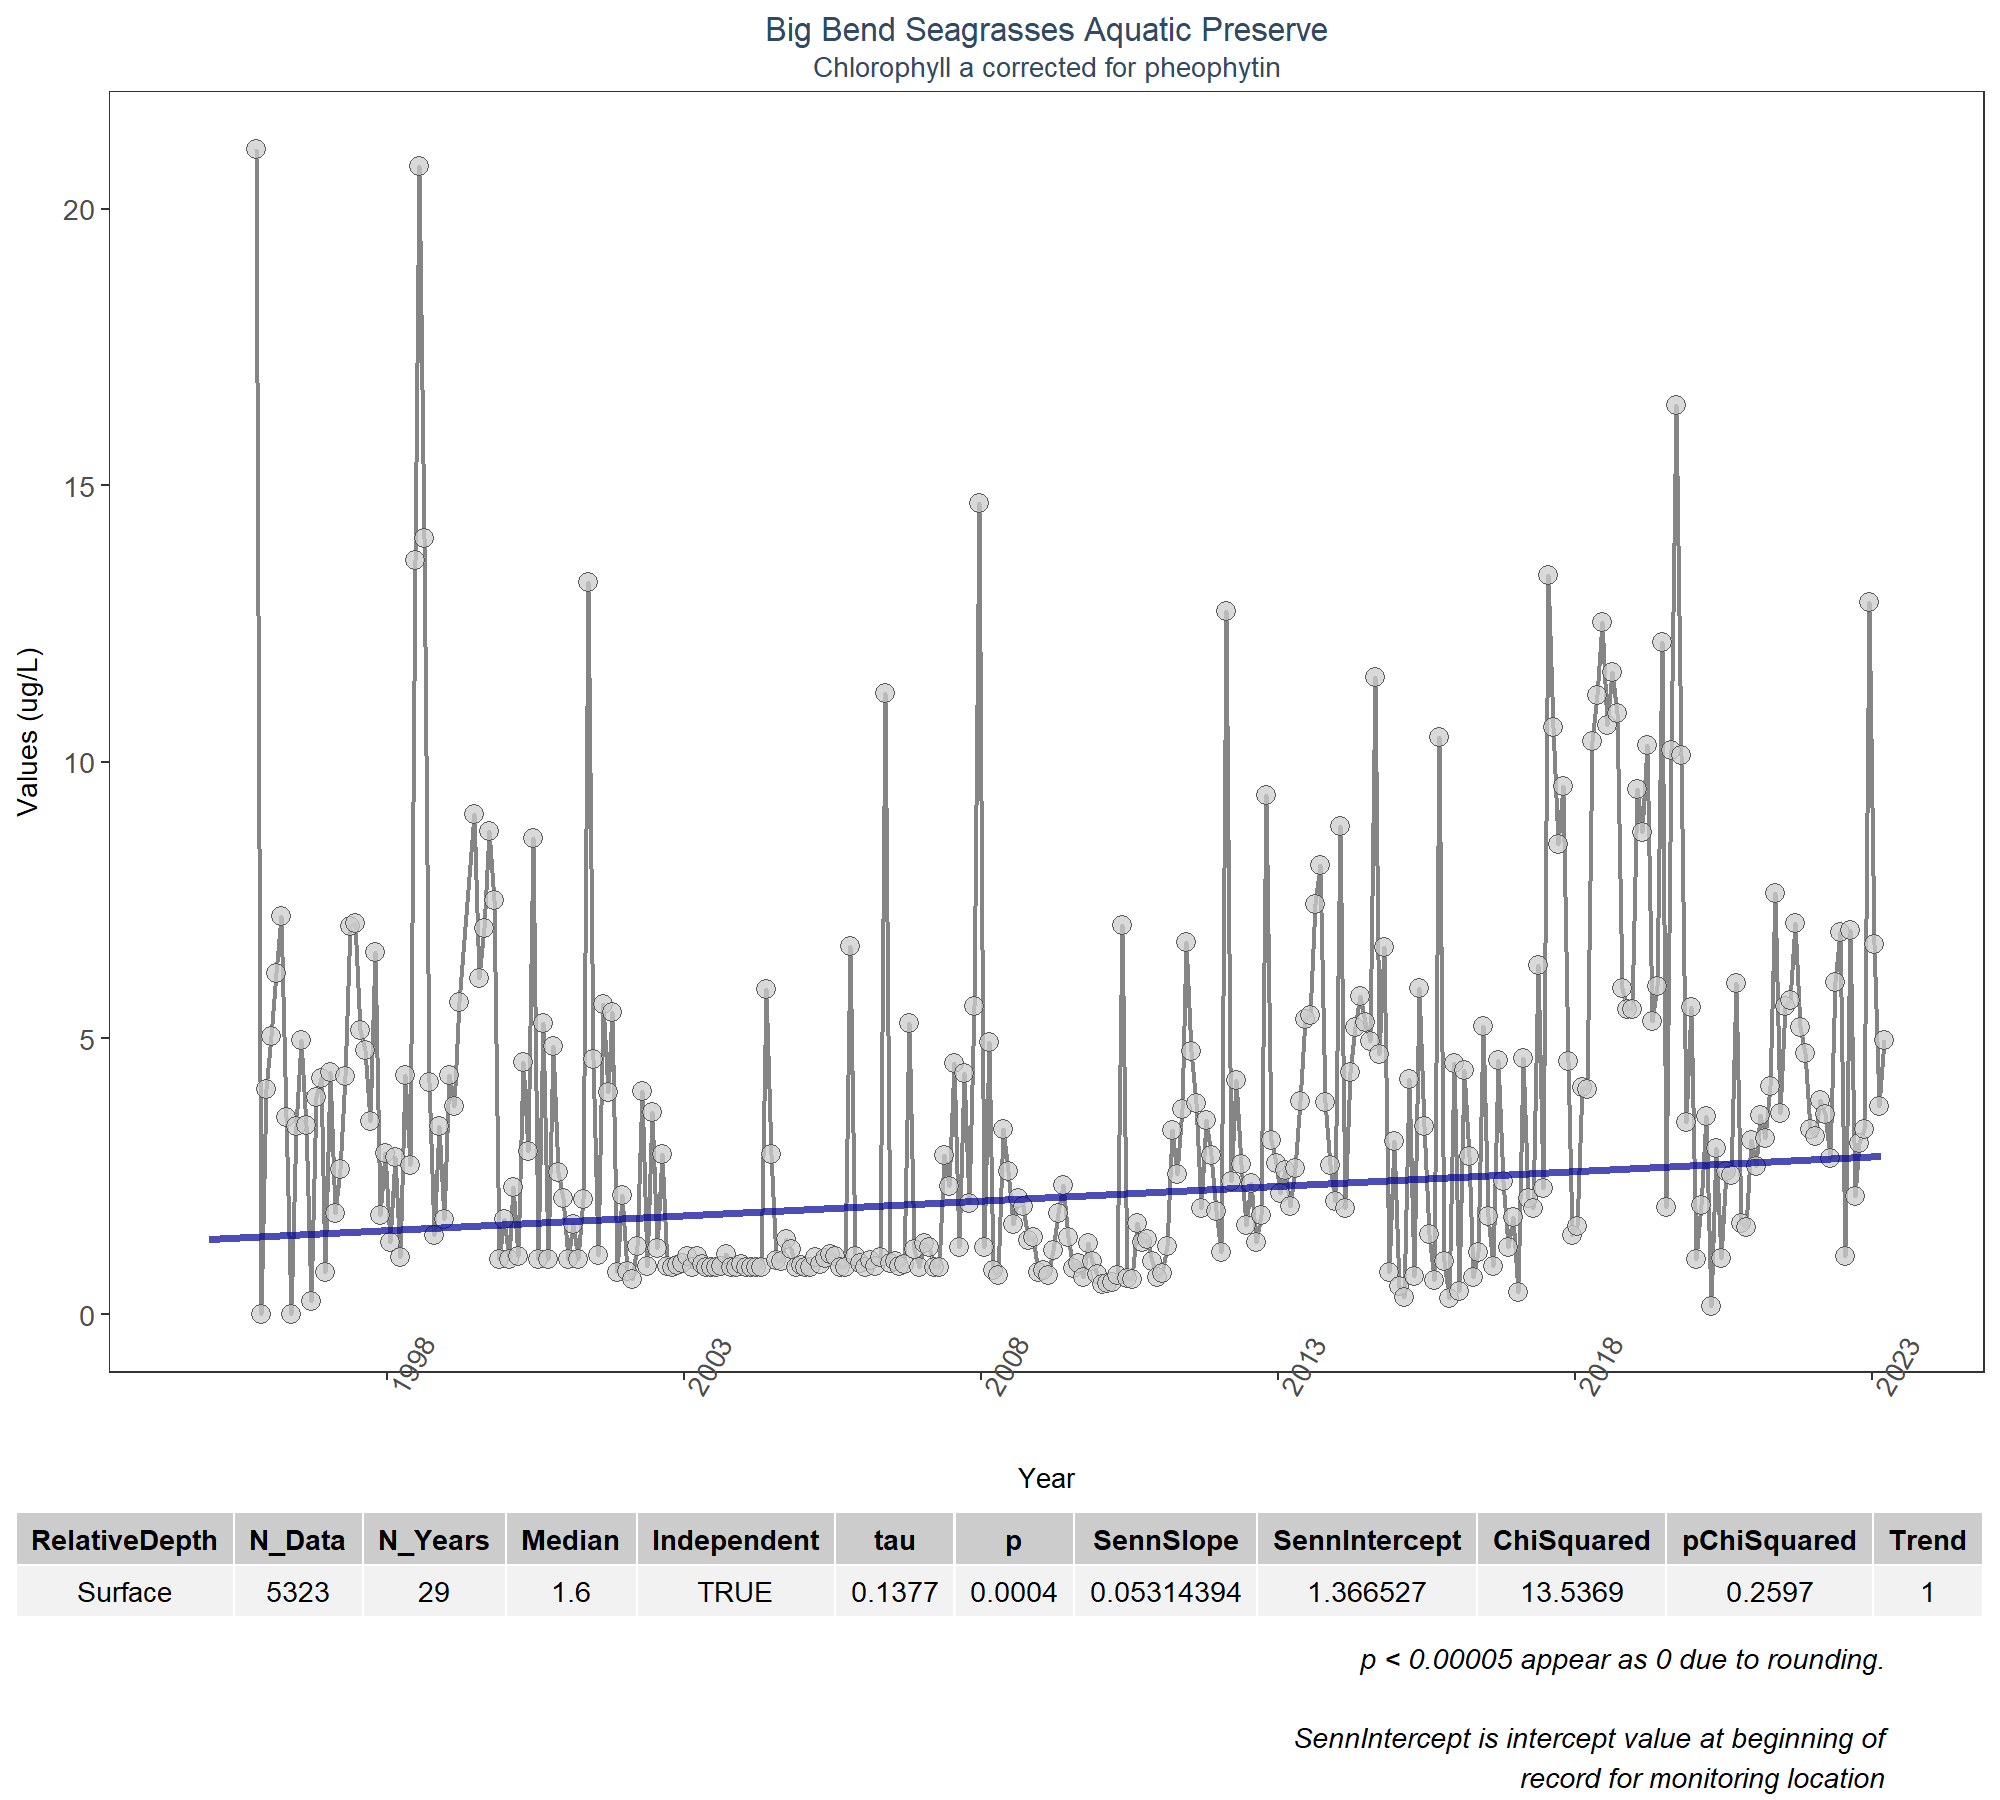 Big Bend Seagrasses Aquatic Preserve
Chlorophyll a corrected for pheophytin
Values (ug/L)
20
15
10
5
0
1998 2003 2008 2013 2018 2023
Year
RelativeDepth N_Data N_Years Median Independent tau p SennSlope SennIntercept ChiSquared pChiSquared Trend
Surface 5323 29 1.6 TRUE 0.1377 0.0004 0.05314394 1.366527 13.5369 0.2597 1
p < 0.00005 appear as 0 due to rounding.
SennIntercept is intercept value at beginning of
record for monitoring location